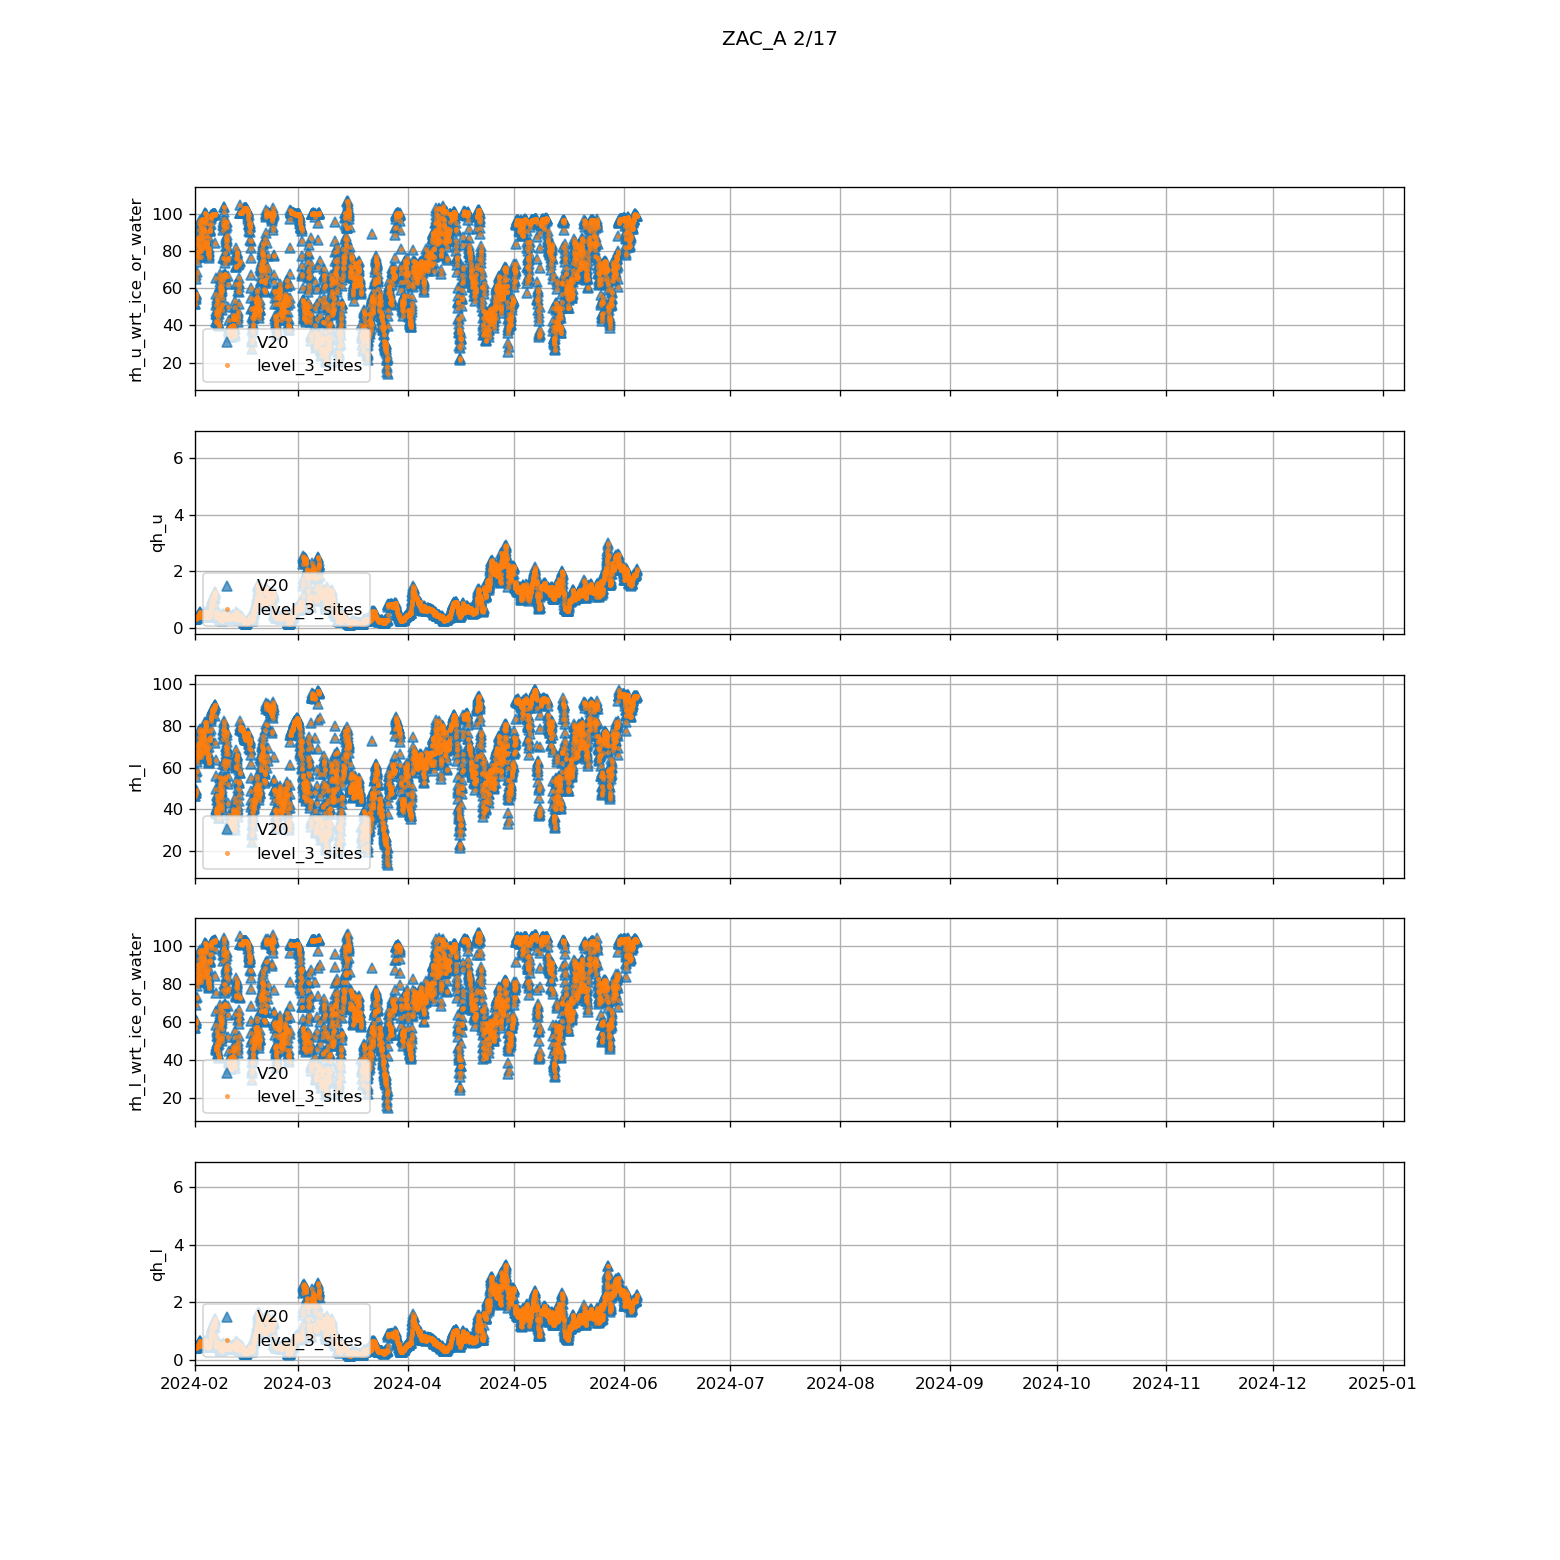 ZAC_A 2/17
rh_u_wrt_ice_or_water
100
80
60
40
20
V20
level_3_sites
qh_u
6
4
2
0
V20
level_3_sites
rh_l
100
80
60
40
20
V20
level_3_sites
rh_l_wrt_ice_or_water
100
80
60
40
20
V20
level_3_sites
qh_l
6
4
2
0
V20
level_3_sites
2024-02 2024-03 2024-04 2024-05 2024-06 2024-07 2024-08 2024-09 2024-10 2024-11 2024-12 2025-01